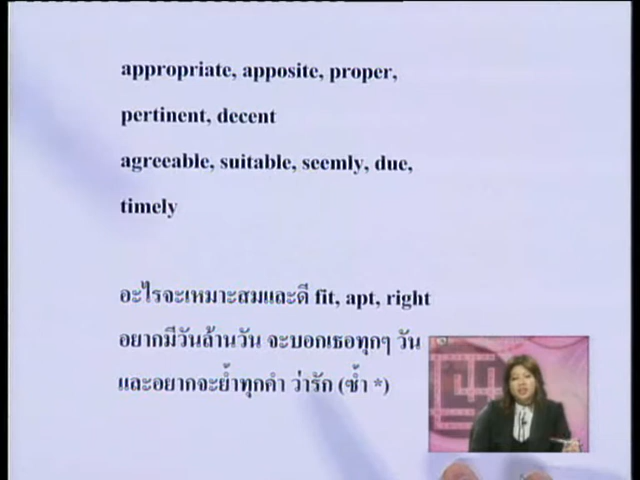 appropriate, apposite, proper,
pertinent, decent
agreeable, suitable, seemly, due,
timely
อะไรจะเหมาะสมและดี fit, apt, right
อยากมีวันล้านวัน จะบอกเธอทุกๆ วัน
และอยากจะย้ำทุกคำ ว่ารัก (ซ้ำ *)